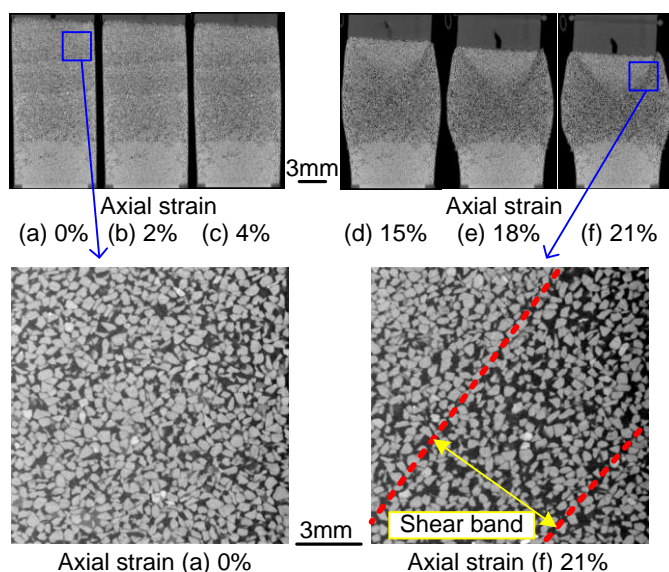 3mm
Axial strain
Axial strain
(a) 0% (b) 2% (c) 4%
(d) 15% (e) 18% (f) 21%
Shear band
3mm
Axial strain (a) 0%
Axial strain (f) 21%